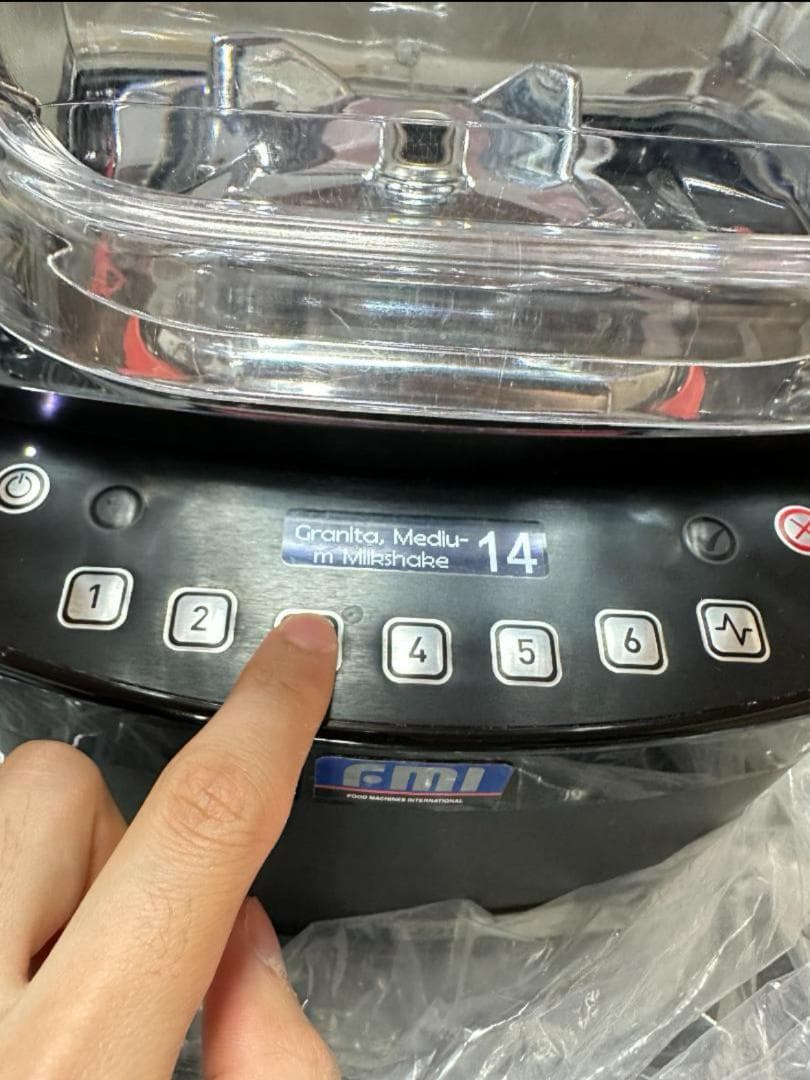 Granita, Mediu-
m Milkshake
14
1
2
4
5
6
FMI
FOOD MACHINES INTERNATIONAL